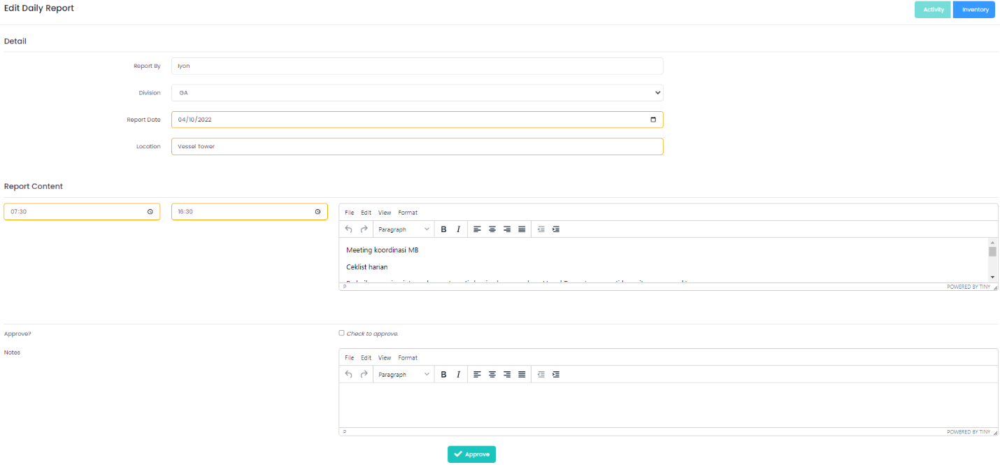 Edit Daily Report
Activity
Inventory
Detail
Report By
Iyon
Division
GA
Report Date
04/10/2022
Location
Vessel Tower
Report Content
07:30
16:30
File Edit View Format
Paragraph B I
Meeting koordinasi MB
Ceklist harian
P
POWERED BY TINY
Approve?
Check to approve.
Notes
File Edit View Format
Paragraph B I
P
POWERED BY TINY
Approve